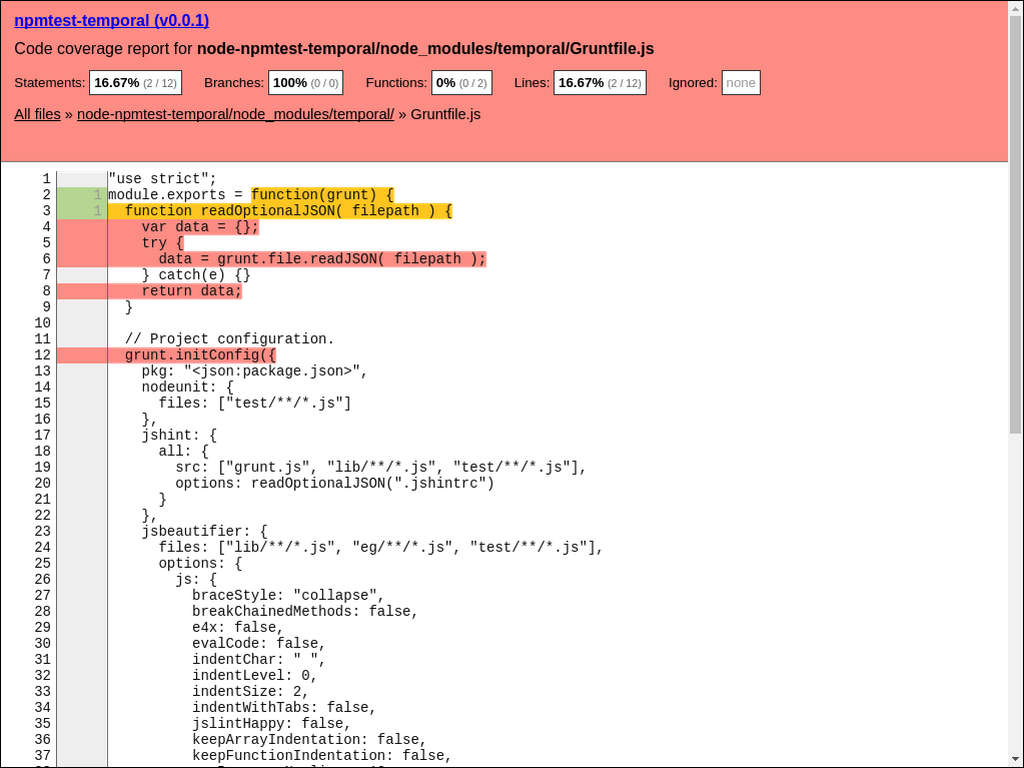 npmtest-temporal (v0.0.1)
Code coverage report for node-npmtest-temporal/node_modules/temporal/Gruntfile.js
Statements: 16.67% (2 / 12) Branches: 100% (0 / 0) Functions: 0% (0 / 2) Lines: 16.67% (2 / 12) Ignored: none
All files » node-npmtest-temporal/node_modules/temporal/ » Gruntfile.js
1 "use strict";
2 1 module.exports = function(grunt) {
3 1   function readOptionalJSON( filepath ) {
4     var data = {};
5     try {
6       data = grunt.file.readJSON( filepath );
7     } catch(e) {}
8     return data;
9   }
10
11   // Project configuration.
12   grunt.initConfig({
13     pkg: "<json:package.json>",
14     nodeunit: {
15       files: ["test/**/*.js"]
16     },
17     jshint: {
18       all: {
19         src: ["grunt.js", "lib/**/*.js", "test/**/*.js"],
20         options: readOptionalJSON(".jshintrc")
21       }
22     },
23     jsbeautifier: {
24       files: ["lib/**/*.js", "eg/**/*.js", "test/**/*.js"],
25       options: {
26         js: {
27           braceStyle: "collapse",
28           breakChainedMethods: false,
29           e4x: false,
30           evalCode: false,
31           indentChar: " ",
32           indentLevel: 0,
33           indentSize: 2,
34           indentWithTabs: false,
35           jslintHappy: false,
36           keepArrayIndentation: false,
37           keepFunctionIndentation: false,